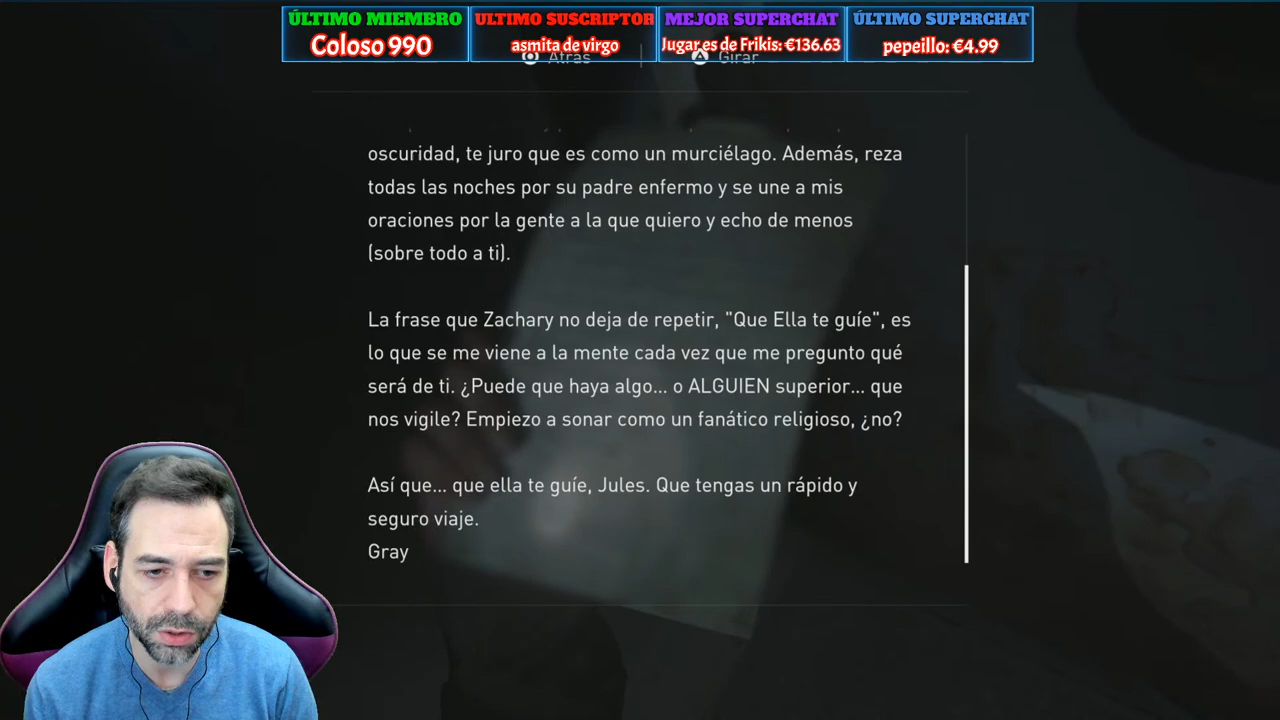 ÚLTIMO MIEMBRO
Coloso 990
ULTIMO SUSCRIPTOR
asmita de virgo
MEJOR SUPERCHAT
Jugar.es de Frikis: €136.63
ÚLTIMO SUPERCHAT
pepeillo: €4.99
Atrás
Girar
oscuridad, te juro que es como un murciélago. Además, reza
todas las noches por su padre enfermo y se une a mis
oraciones por la gente a la que quiero y echo de menos
(sobre todo a ti).
La frase que Zachary no deja de repetir, "Que Ella te guíe", es
lo que se me viene a la mente cada vez que me pregunto qué
será de ti. ¿Puede que haya algo... o ALGUIEN superior... que
nos vigile? Empiezo a sonar como un fanático religioso, ¿no?
Así que... que ella te guíe, Jules. Que tengas un rápido y
seguro viaje.
Gray